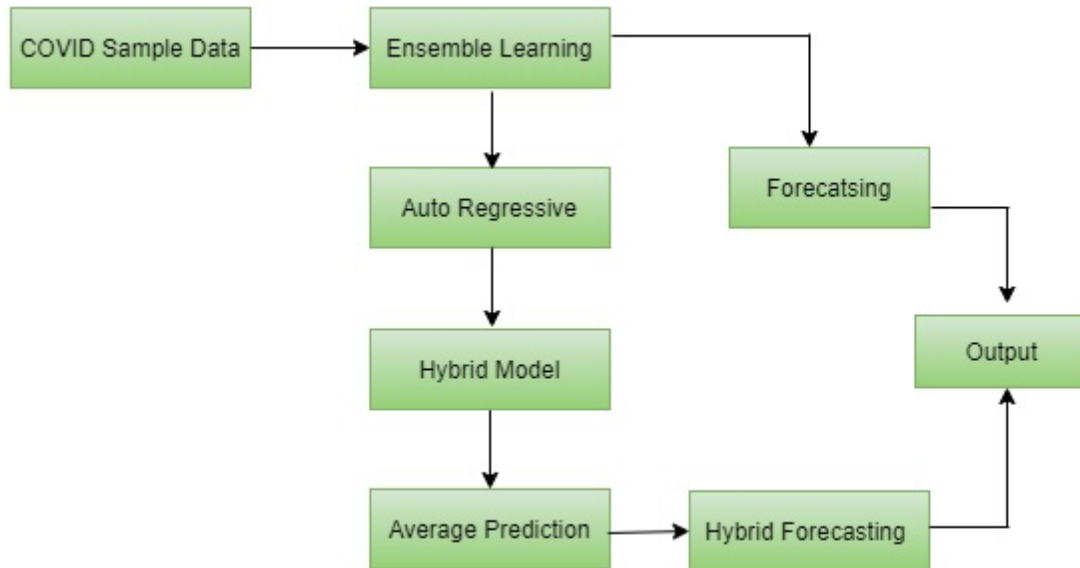 COVID Sample Data
Ensemble Learning
Auto Regressive
Forecatsing
Hybrid Model
Output
Average Prediction
Hybrid Forecasting